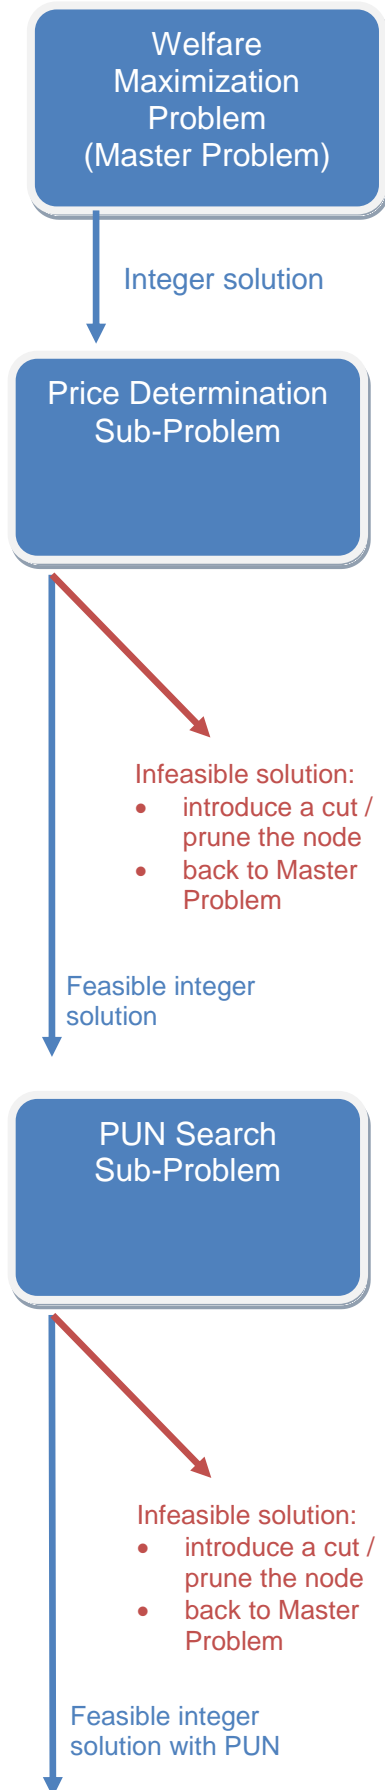 Welfare
Maximization
Problem
(Master Problem)
Integer solution
Price Determination
Sub-Problem
Infeasible solution:
• introduce a cut /
prune the node
• back to Master
Problem
Feasible integer
solution
PUN Search
Sub-Problem
Infeasible solution:
• introduce a cut /
prune the node
• back to Master
Problem
Feasible integer
solution with PUN